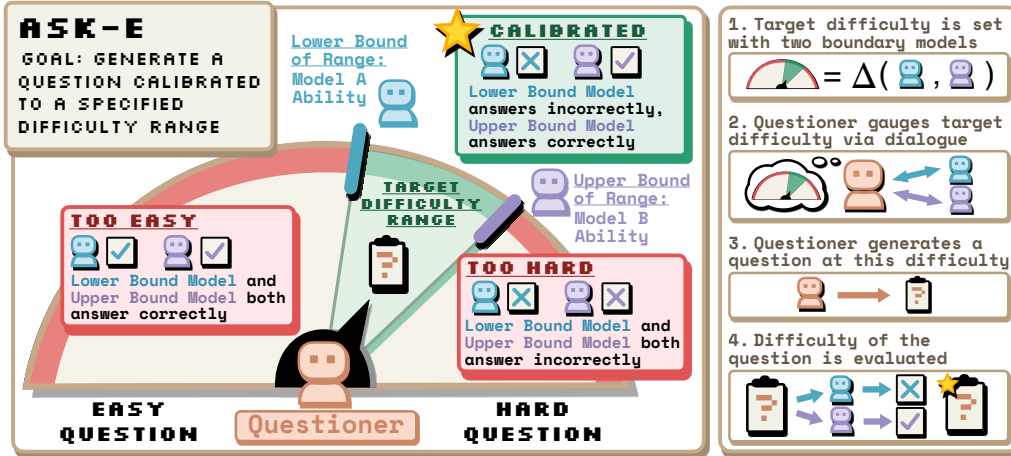 ASK-E
GOAL: GENERATE A
QUESTION CALIBRATED
TO A SPECIFIED
DIFFICULTY RANGE
Lower Bound
of Range:
Model A
Ability
CALIBRATED
Lower Bound Model
answers incorrectly,
Upper Bound Model
answers correctly
TARGET
DIFFICULTY
RANGE
Upper Bound
of Range:
Model B
Ability
TOO EASY
Lower Bound Model and
Upper Bound Model both
answer correctly
?
TOO HARD
Lower Bound Model and
Upper Bound Model both
answer incorrectly
EASY
QUESTION
Questioner
HARD
QUESTION
1. Target difficulty is set
with two boundary models
= Δ ( , )
2. Questioner gauges target
difficulty via dialogue
3. Questioner generates a
question at this difficulty
?
4. Difficulty of the
question is evaluated
? ?